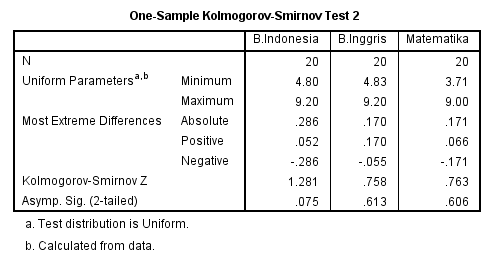 One-Sample Kolmogorov-Smirnov Test 2
B.Indonesia B.Inggris Matematika
N 20 20 20
Uniform Parametersa,b Minimum 4.80 4.83 3.71
Maximum 9.20 9.20 9.00
Most Extreme Differences Absolute .286 .170 .171
Positive .052 .170 .066
Negative -.286 -.055 -.171
Kolmogorov-Smirnov Z 1.281 .758 .763
Asymp. Sig. (2-tailed) .075 .613 .606
a. Test distribution is Uniform.
b. Calculated from data.